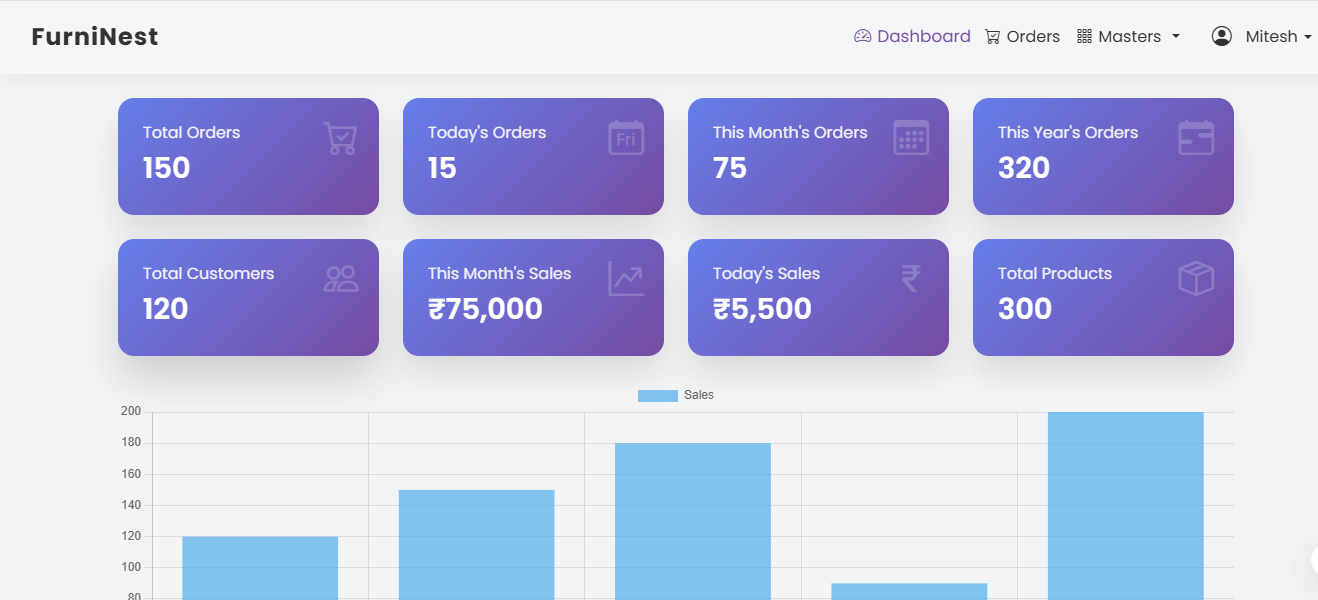 FurniNest
Dashboard Orders Masters Mitesh
Total Orders
150
Today's Orders
Fri
15
This Month's Orders
75
This Year's Orders
320
Total Customers
120
This Month's Sales
₹75,000
Today's Sales
₹
₹5,500
Total Products
300
Sales
200
180
160
140
120
100
80